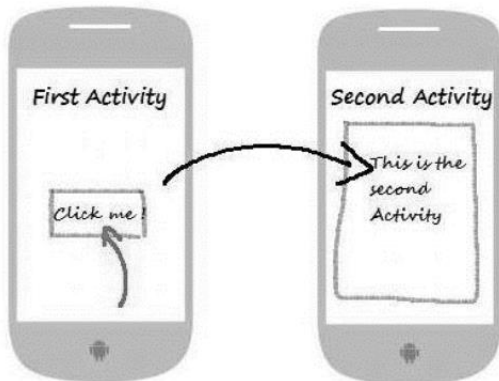 First Activity
Click me !
Second Activity
This is the
second
Activity